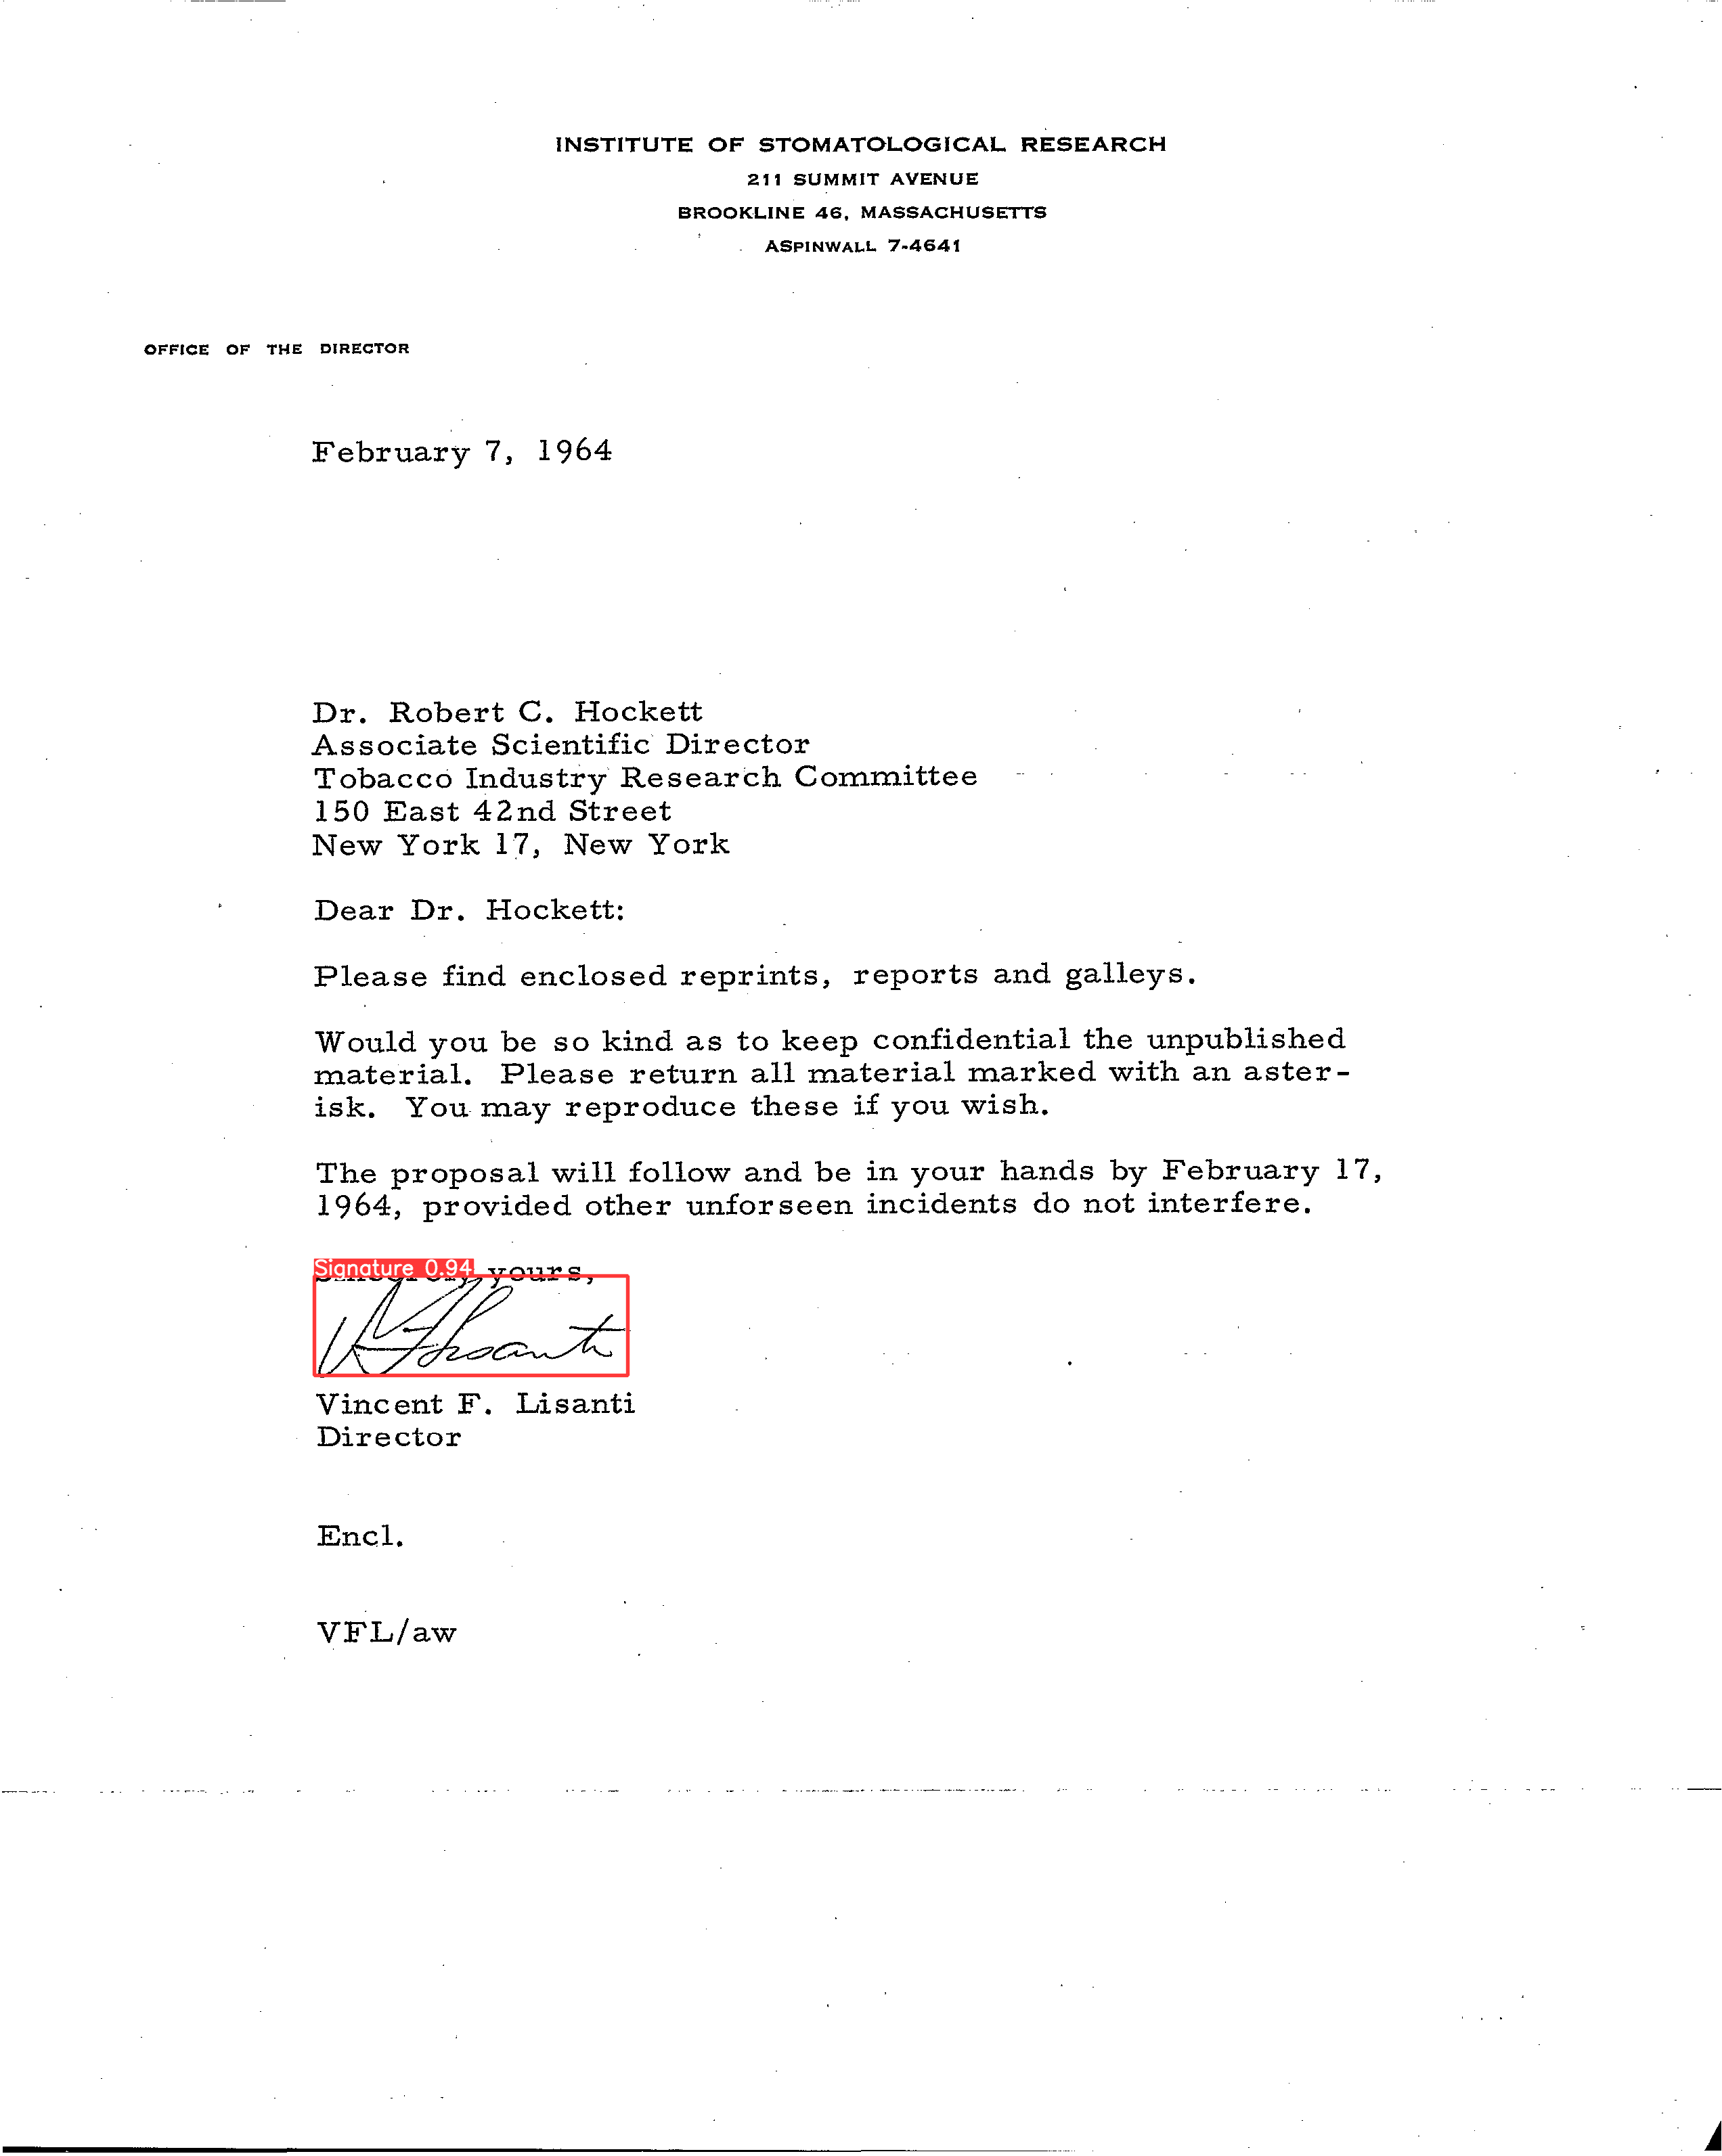 INSTITUTE OF STOMATOLOGICAL RESEARCH
211 SUMMIT AVENUE
BROOKLINE 46, MASSACHUSETTS
ASPINWALL 7-4641
OFFICE OF THE DIRECTOR
February 7, 1964
Dr. Robert C. Hockett
Associate Scientific Director
Tobacco Industry Research Committee
150 East 42nd Street
New York 17, New York
Dear Dr. Hockett:
Please find enclosed reprints, reports and galleys.
Would you be so kind as to keep confidential the unpublished
material. Please return all material marked with an aster-
isk. You may reproduce these if you wish.
The proposal will follow and be in your hands by February 17,
1964, provided other unforseen incidents do not interfere.
Signature 0.94
yours,
V F Lisanti
Vincent F. Lisanti
Director
Encl.
VFL/aw